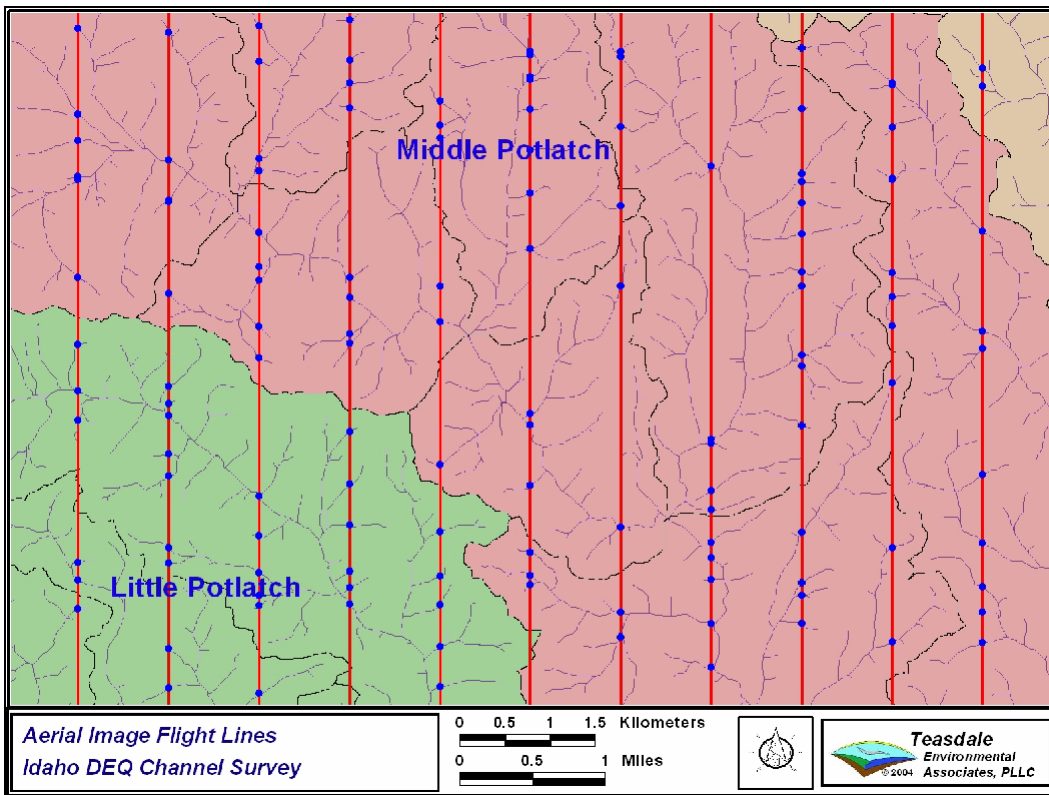 Middle Potlatch
Little Potlatch
Aerial Image Flight Lines
Idaho DEQ Channel Survey
0 0.5 1 1.5 Kilometers
0 0.5 1 Miles
Teasdale
Environmental
© 2004 Associates, PLLC